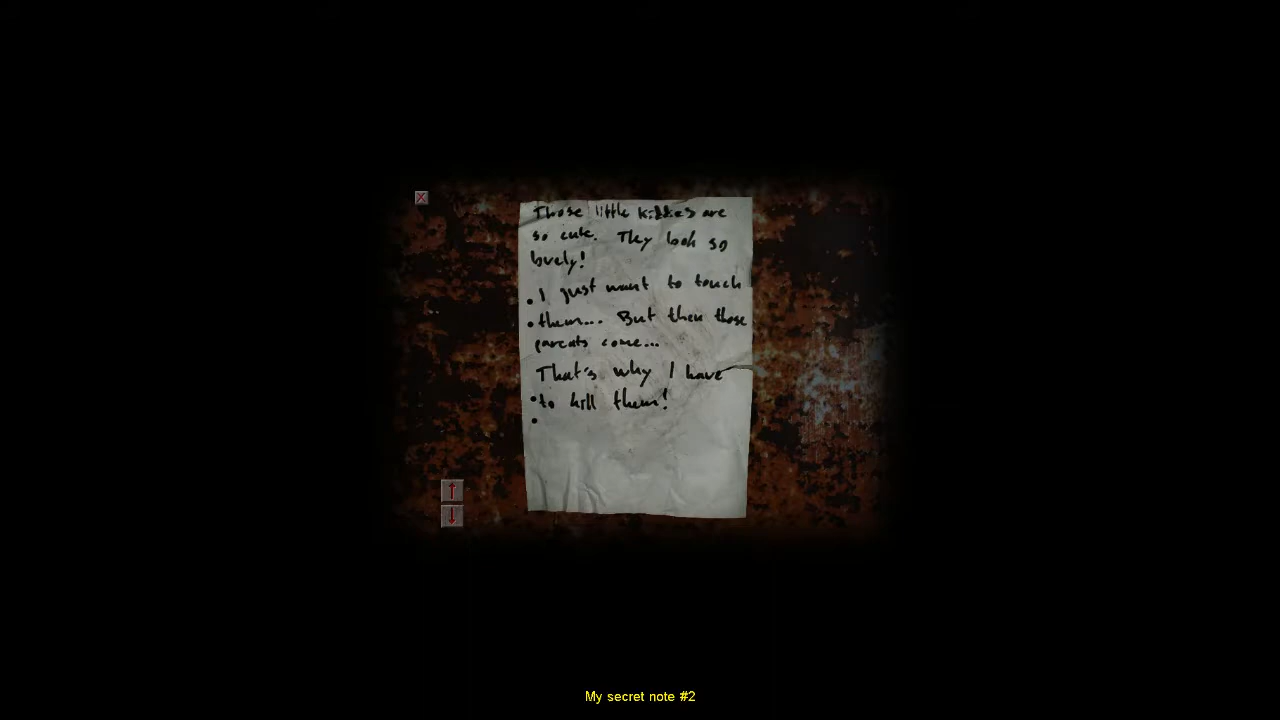 Those little kitties are
so cute. They look so
lovely!
I just want to touch
them... But then those
parents come...
That's why I have
to kill them!
My secret note #2